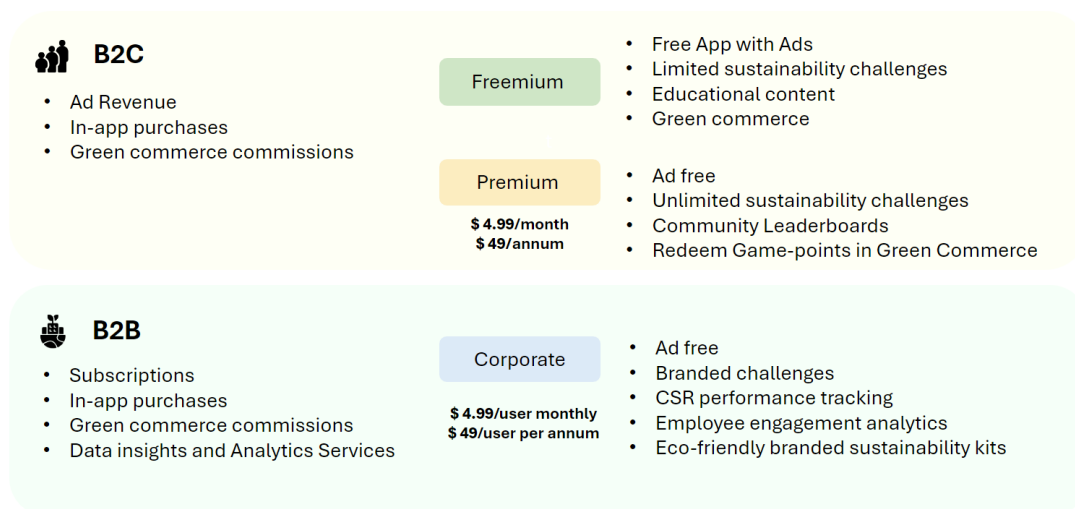 B2C
• Ad Revenue
• In-app purchases
• Green commerce commissions
Freemium
• Free App with Ads
• Limited sustainability challenges
• Educational content
• Green commerce
Premium
$ 4.99/month
$ 49/annum
• Ad free
• Unlimited sustainability challenges
• Community Leaderboards
• Redeem Game-points in Green Commerce
B2B
• Subscriptions
• In-app purchases
• Green commerce commissions
• Data insights and Analytics Services
Corporate
$ 4.99/user monthly
$ 49/user per annum
• Ad free
• Branded challenges
• CSR performance tracking
• Employee engagement analytics
• Eco-friendly branded sustainability kits